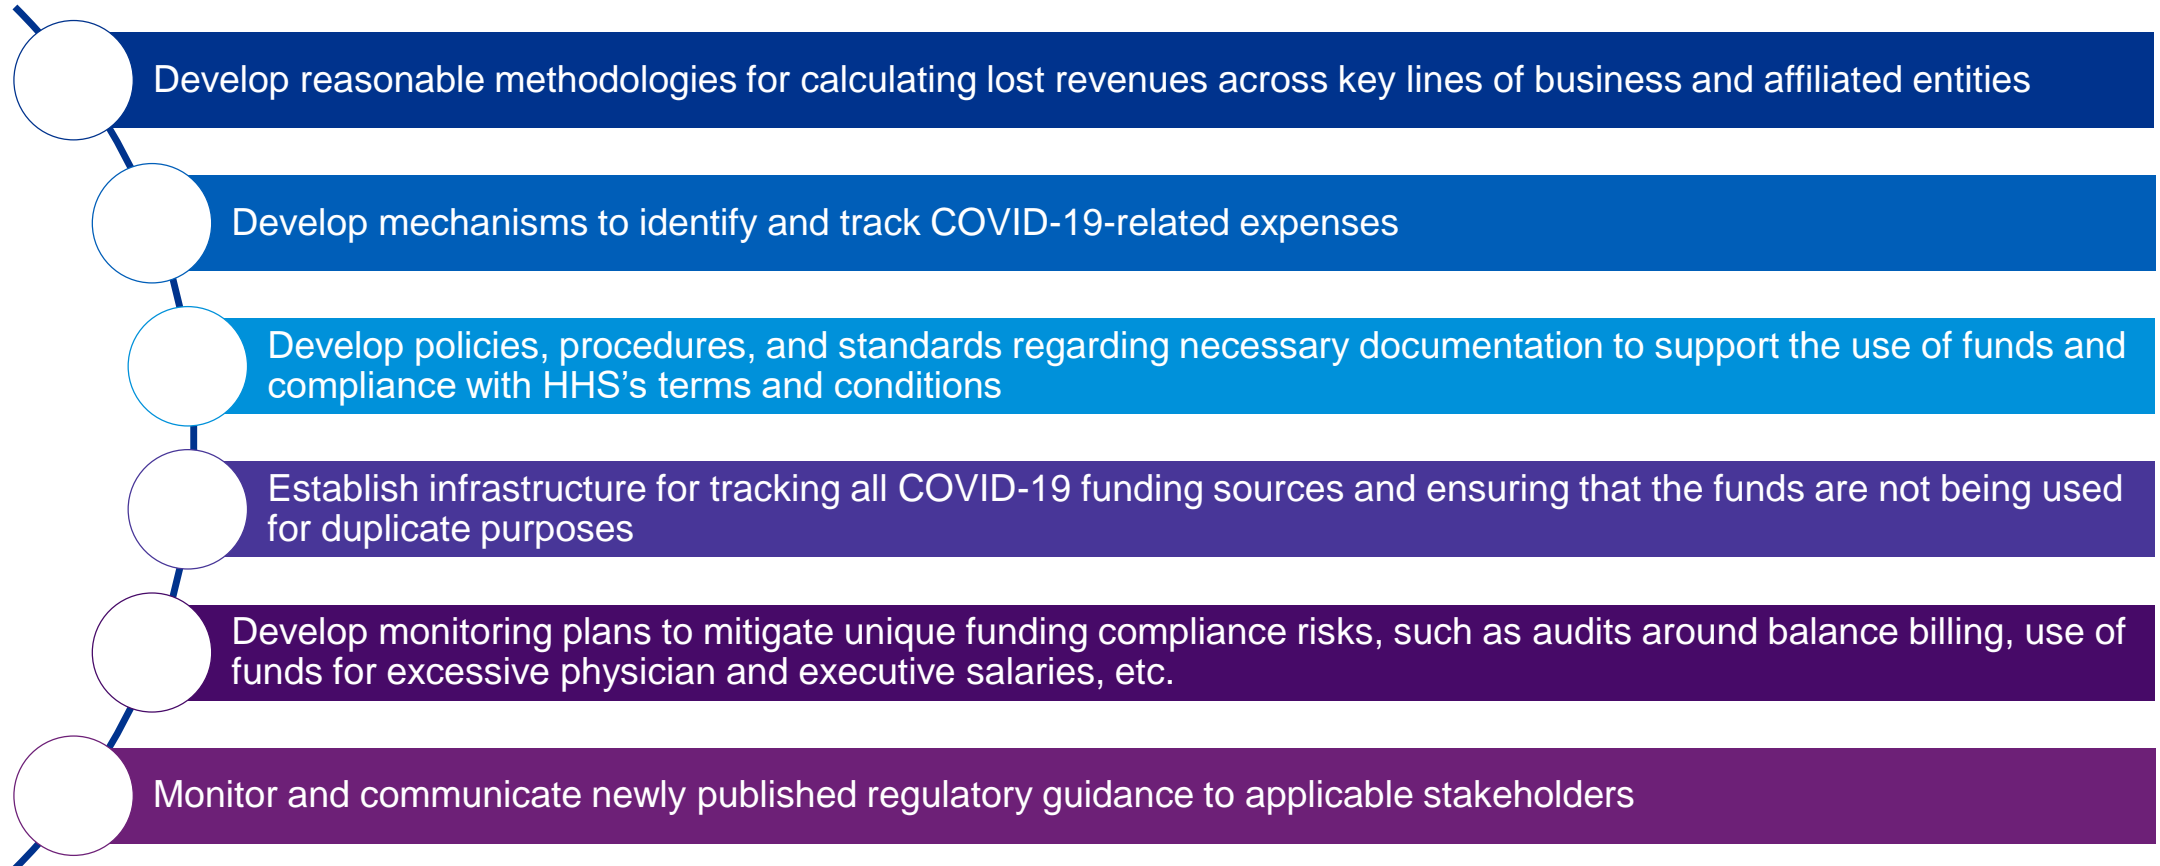 Develop reasonable methodologies for calculating lost revenues across key lines of business and affiliated entities
Develop mechanisms to identify and track COVID-19-related expenses
Develop policies, procedures, and standards regarding necessary documentation to support the use of funds and
compliance with HHS’s terms and conditions
Establish infrastructure for tracking all COVID-19 funding sources and ensuring that the funds are not being used
for duplicate purposes
Develop monitoring plans to mitigate unique funding compliance risks, such as audits around balance billing, use of
funds for excessive physician and executive salaries, etc.
Monitor and communicate newly published regulatory guidance to applicable stakeholders